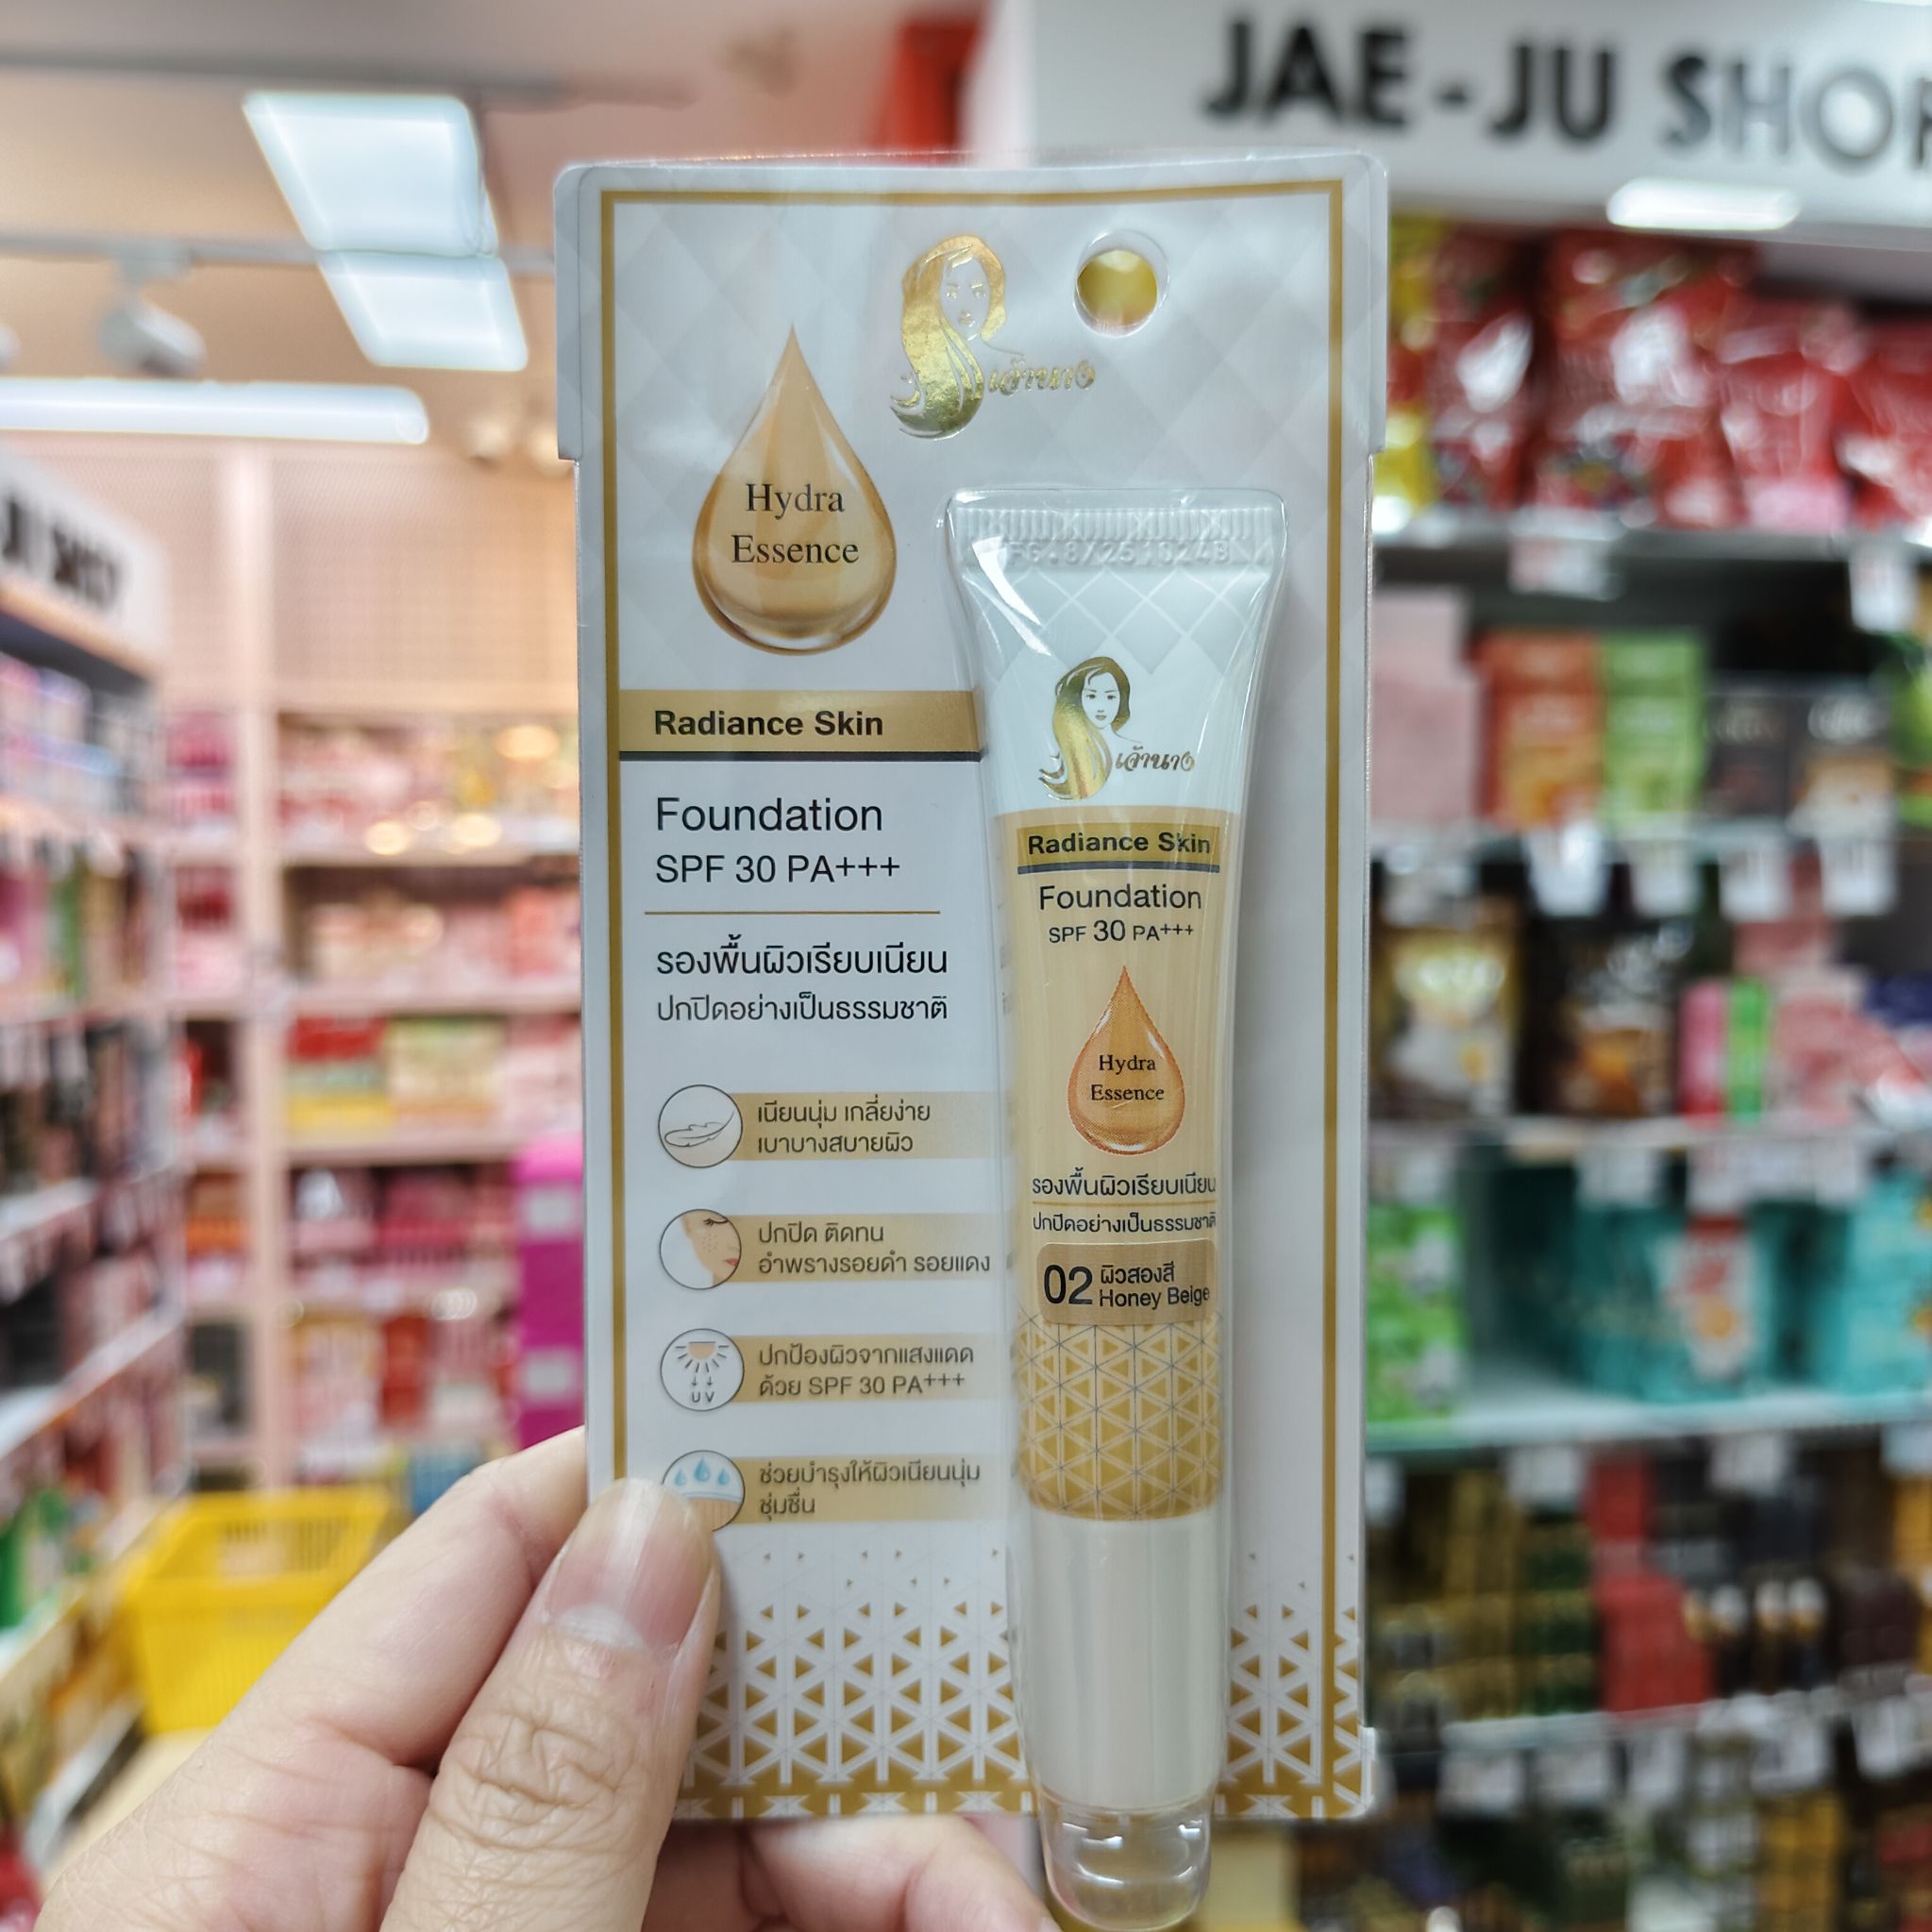 JAE-JU SHOP
เจ้านาง
Hydra
Essence
Radiance Skin
Foundation
SPF 30 PA+++
รองพื้นผิวเรียบเนียน
ปกปิดอย่างเป็นธรรมชาติ
เนียนนุ่ม เกลี่ยง่าย
เบาบางสบายผิว
ปกปิด ติดทน
อำพรางรอยดำ รอยแดง
UV
ปกป้องผิวจากแสงแดด
ด้วย SPF 30 PA+++
ช่วยบำรุงให้ผิวเนียนนุ่ม
ชุ่มชื่น
เจ้านาง
Radiance Skin
Foundation
SPF 30 PA+++
Hydra
Essence
รองพื้นผิวเรียบเนียน
ปกปิดอย่างเป็นธรรมชาติ
02 ผิวสองสี
Honey Beige